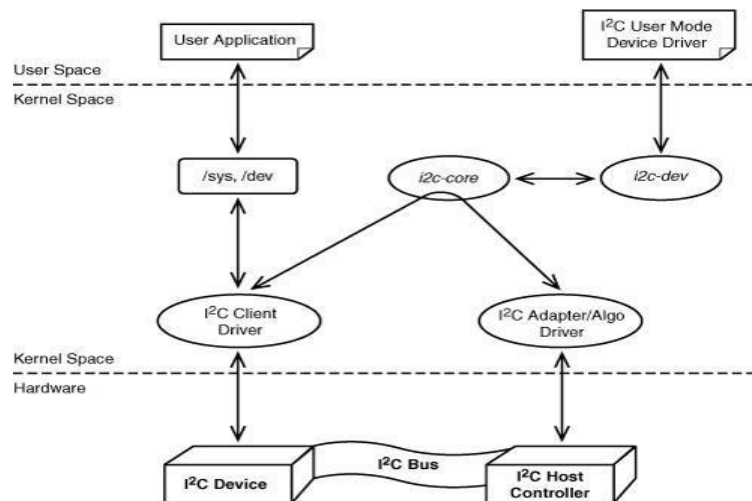 User Application
I²C User Mode
Device Driver
User Space
Kernel Space
/sys, /dev
i2c-core
i2c-dev
I²C Client
Driver
I²C Adapter/Algo
Driver
Kernel Space
Hardware
I²C Bus
I²C Device
I²C Host
Controller